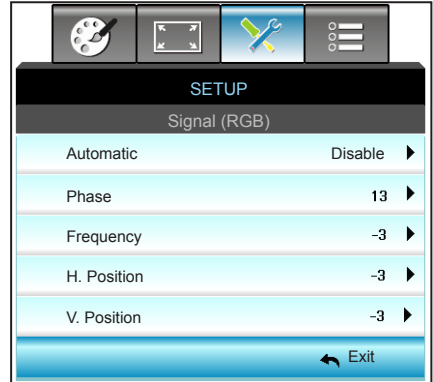 SETUP
Signal (RGB)
Automatic Disable
Phase 13
Frequency -3
H. Position -3
V. Position -3
Exit